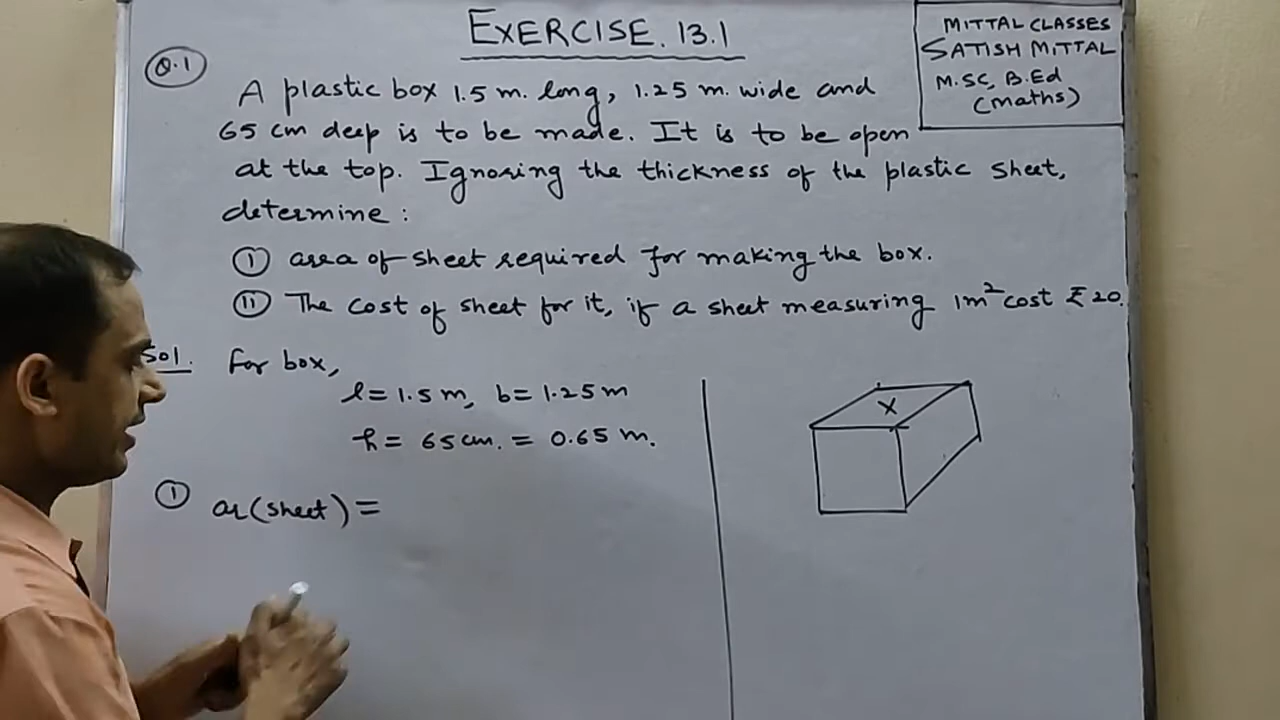 EXERCISE. 13.1
MITTAL CLASSES
SATISH MITTAL
M.SC, B.Ed
(maths)
Q.1
A plastic box 1.5 m. long, 1.25 m. wide and
65 cm deep is to be made. It is to be open
at the top. Ignoring the thickness of the plastic sheet,
determine :
① area of sheet required for making the box.
⑪ The cost of sheet for it, if a sheet measuring 1m² cost ₹20.
Sol. For box,
l = 1.5 m, b = 1.25 m
h = 65 cm. = 0.65 m.
① ar(sheet) =
X